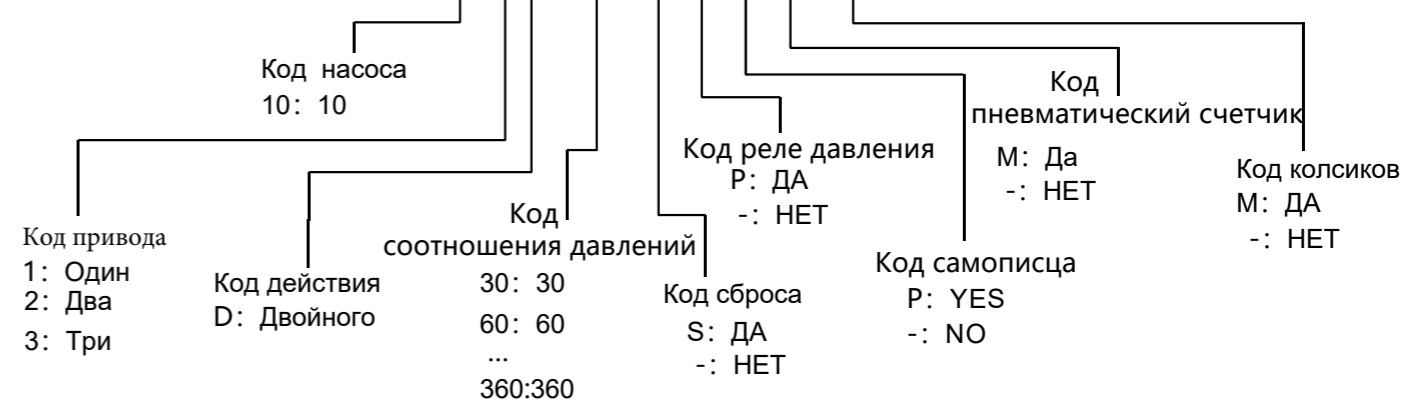 Код насоса
10: 10
Код привода
1: Один
2: Два
3: Три
Код действия
D: Двойного
Код
соотношения давлений
30: 30
60: 60
...
360:360
Код сброса
S: ДА
-: НЕТ
Код реле давления
P: ДА
-: НЕТ
Код самописца
P: YES
-: NO
Код
пневматический счетчик
M: Да
-: НЕТ
Код колсиков
M: ДА
-: НЕТ